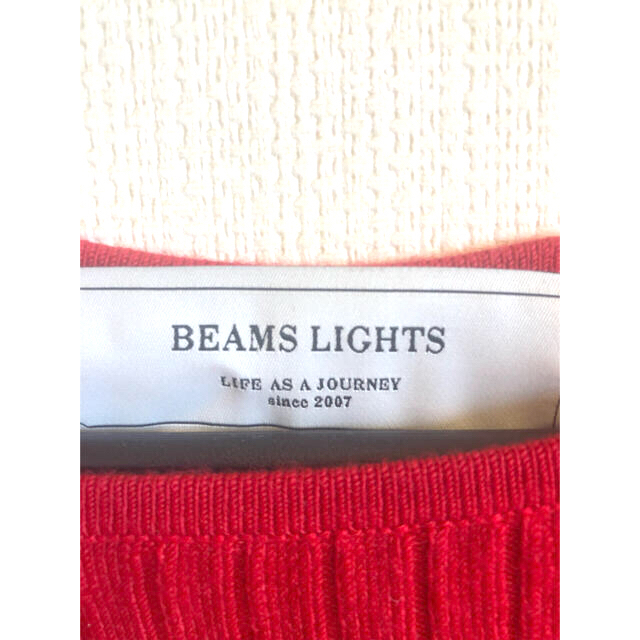 BEAMS LIGHTS
LIFE AS A JOURNEY
since 2007